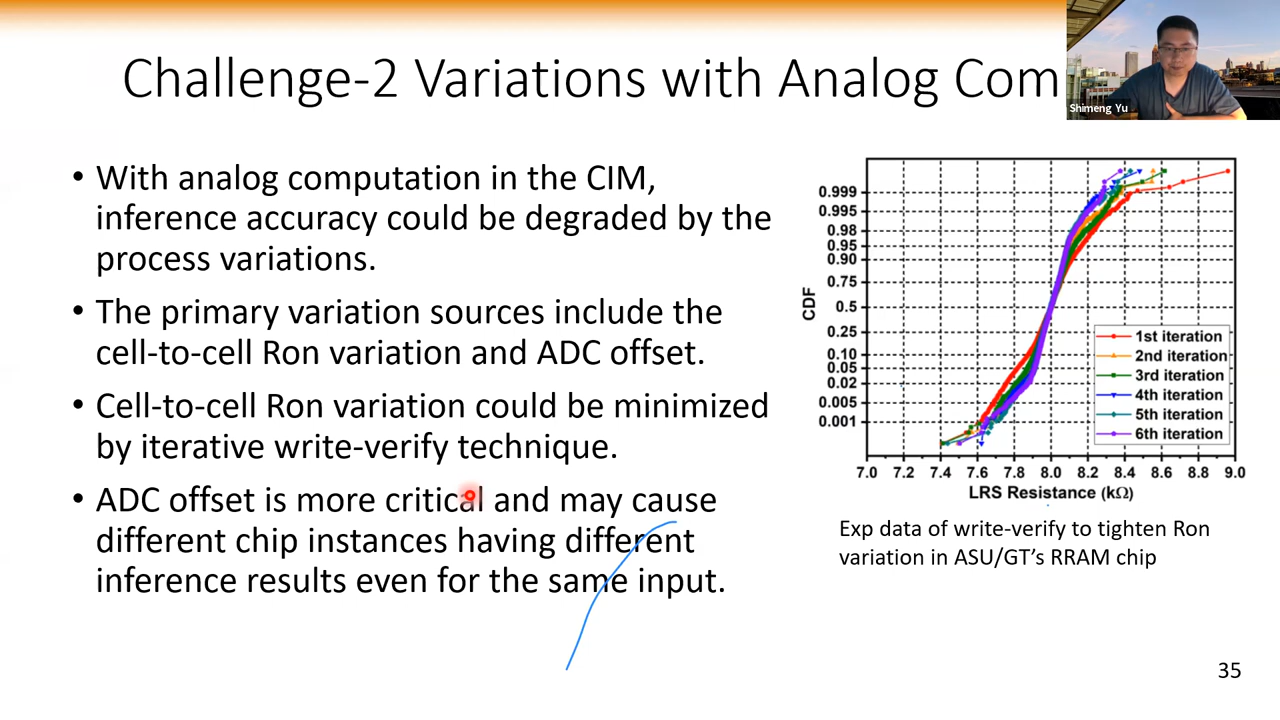 Challenge-2 Variations with Analog Com
Shimeng Yu
• With analog computation in the CIM,
inference accuracy could be degraded by the
process variations.
• The primary variation sources include the
cell-to-cell Ron variation and ADC offset.
• Cell-to-cell Ron variation could be minimized
by iterative write-verify technique.
• ADC offset is more critical and may cause
different chip instances having different
inference results even for the same input.
CDF
0.999
0.995
0.98
0.95
0.90
0.75
0.5
0.25
0.10
0.05
0.02
0.005
0.001
1st iteration
2nd iteration
3rd iteration
4th iteration
5th iteration
6th iteration
7.0 7.2 7.4 7.6 7.8 8.0 8.2 8.4 8.6 8.8 9.0
LRS Resistance (kΩ)
Exp data of write-verify to tighten Ron
variation in ASU/GT's RRAM chip
35